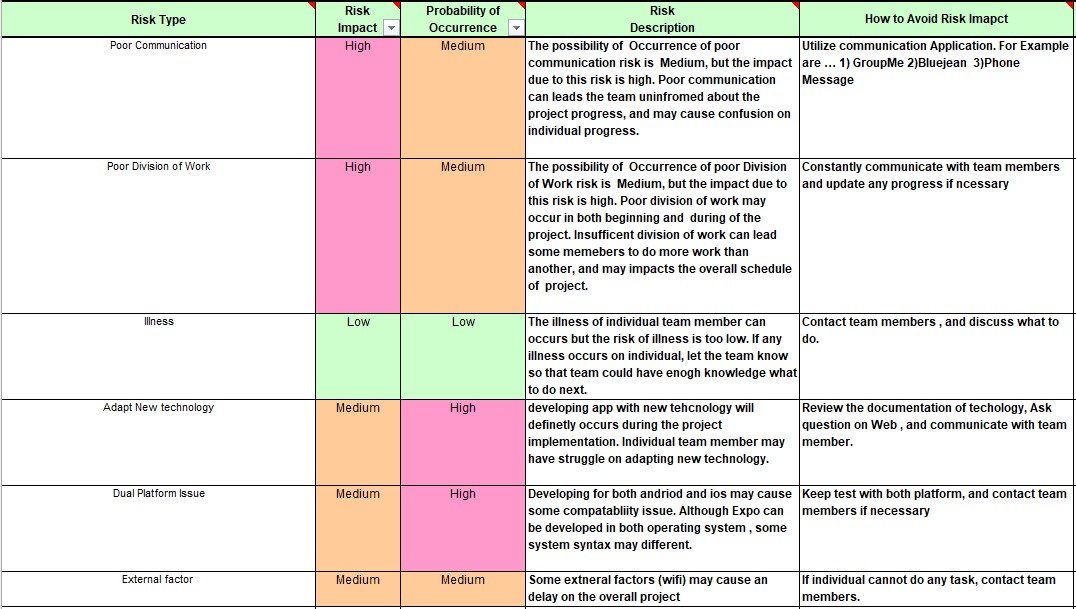 Risk Type
Risk
Impact
Probability of
Occurrence
Risk
Description
How to Avoid Risk Imapct
Poor Communication
High
Medium
The possibility of Occurrence of poor
communication risk is Medium, but the impact
due to this risk is high. Poor communication
can leads the team uninfromed about the
project progress, and may cause confusion on
individual progress.
Utilize communication Application. For Example
are ... 1) GroupMe 2)Bluejean 3)Phone
Message
Poor Division of Work
High
Medium
The possibility of Occurrence of poor Division
of Work risk is Medium, but the impact due to
this risk is high. Poor division of work may
occur in both beginning and during of the
project. Insufficent division of work can lead
some memebers to do more work than
another, and may impacts the overall schedule
of project.
Constantly communicate with team members
and update any progress if ncessary
Illness
Low
Low
The illness of individual team member can
occurs but the risk of illness is too low. If any
illness occurs on individual, let the team know
so that team could have enogh knowledge what
to do next.
Contact team members , and discuss what to
do.
Adapt New technology
Medium
High
developing app with new tehcnology will
definetly occurs during the project
implementation. Individual team member may
have struggle on adapting new technology.
Review the documentation of techology, Ask
question on Web , and communicate with team
member.
Dual Platform Issue
Medium
High
Developing for both andriod and ios may cause
some compatabliity issue. Although Expo can
be developed in both operating system , some
system syntax may different.
Keep test with both platform, and contact team
members if necessary
External factor
Medium
Medium
Some extneral factors (wifi) may cause an
delay on the overall project
If individual cannot do any task, contact team
members.